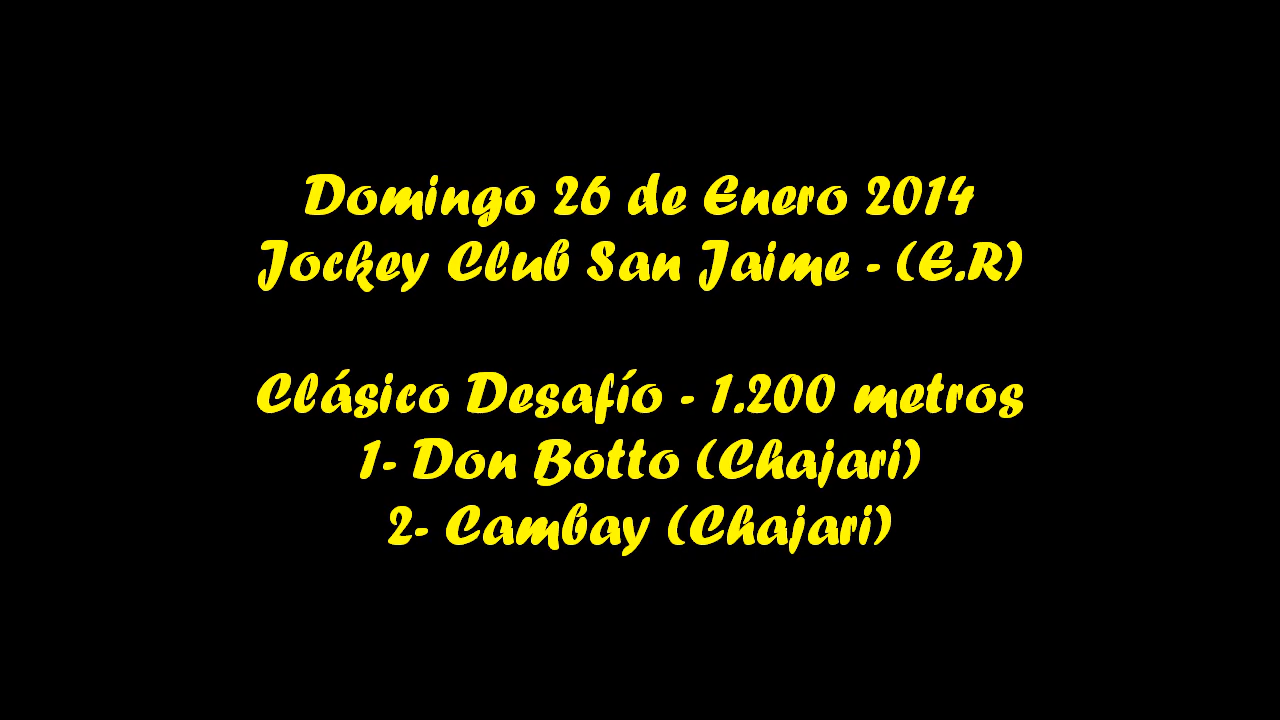 Domingo 26 de Enero 2014
Jockey Club San Jaime - (E.R)
Clásico Desafío - 1.200 metros
1- Don Botto (Chajari)
2- Cambay (Chajari)